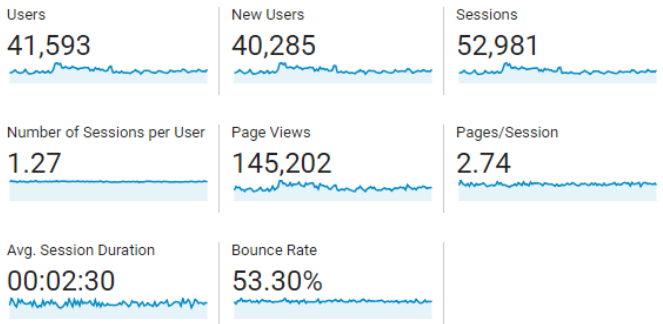 Users
41,593
New Users
40,285
Sessions
52,981
Number of Sessions per User
1.27
Page Views
145,202
Pages/Session
2.74
Avg. Session Duration
00:02:30
Bounce Rate
53.30%